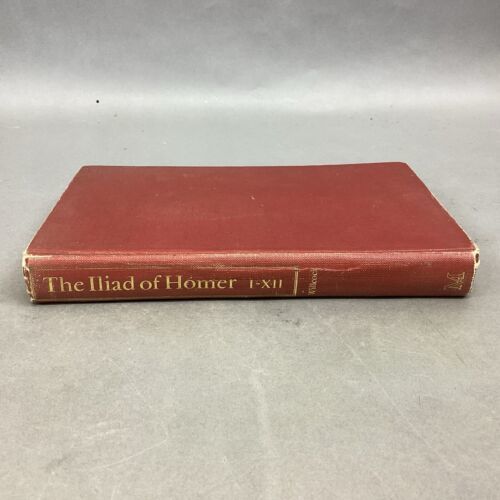 The Iliad of Homer I-XII
Willcock
M